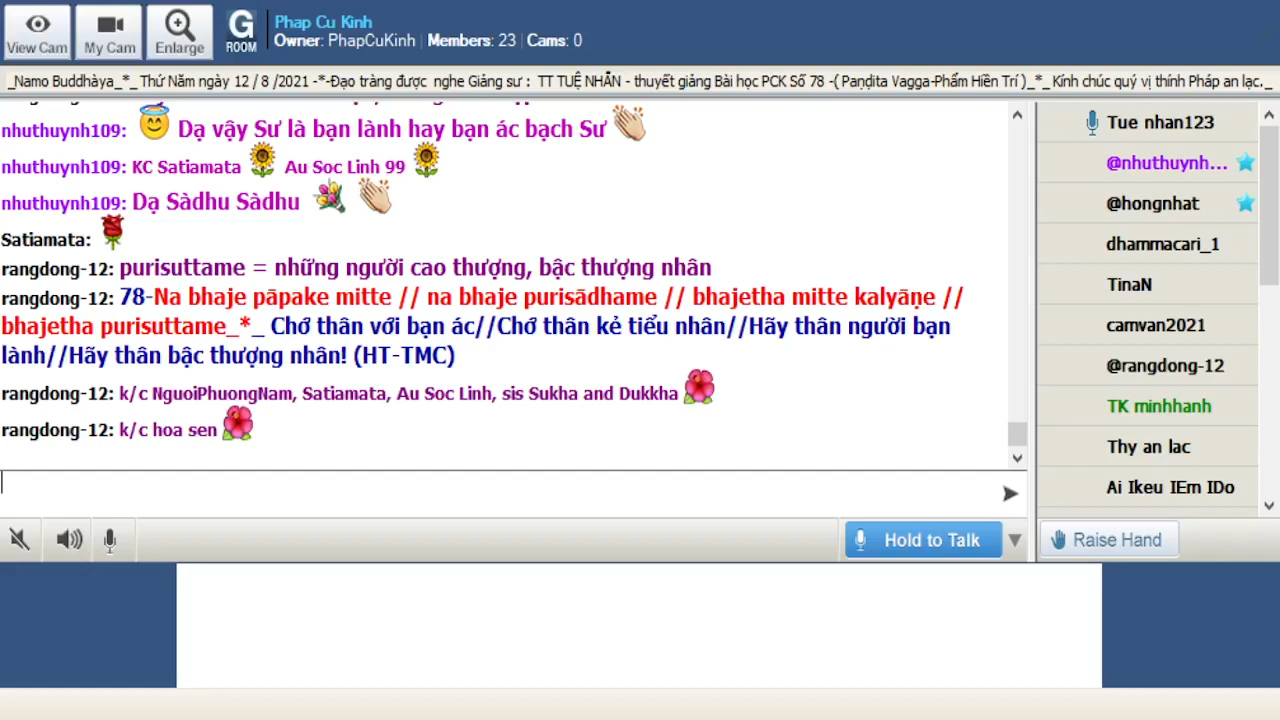 View Cam
My Cam
Enlarge
G
ROOM
Phap Cu Kinh
Owner: PhapCuKinh | Members: 23 | Cams: 0
_Namo Buddhàya_*_Thứ Năm ngày 12 / 8 /2021 -*-Đạo tràng được nghe Giảng sư : TT TUỆ NHẪN - thuyết giảng Bài học PCK Số 78 -( Paṇḍita Vagga-Phẩm Hiền Trí )_*_ Kính chúc quý vị thính Pháp an lạc._
nhuthuynh109: Dạ vậy Sư là bạn lành hay bạn ác bạch Sư
nhuthuynh109: KC Satiamata Au Soc Linh 99
nhuthuynh109: Dạ Sàdhu Sàdhu
Satiamata:
rangdong-12: purisuttame = những người cao thượng, bậc thượng nhân
rangdong-12: 78-Na bhaje pāpake mitte // na bhaje purisādhame // bhajetha mitte kalyāṇe //
bhajetha purisuttame_*_ Chớ thân với bạn ác//Chớ thân kẻ tiểu nhân//Hãy thân người bạn
lành//Hãy thân bậc thượng nhân! (HT-TMC)
rangdong-12: k/c NguoiPhuongNam, Satiamata, Au Soc Linh, sis Sukha and Dukkha
rangdong-12: k/c hoa sen
Hold to Talk
Tue nhan123
@nhuthuynh...
@hongnhat
dhammacari_1
TinaN
camvan2021
@rangdong-12
TK minhhanh
Thy an lac
Ai Ikeu IEm IDo
Raise Hand